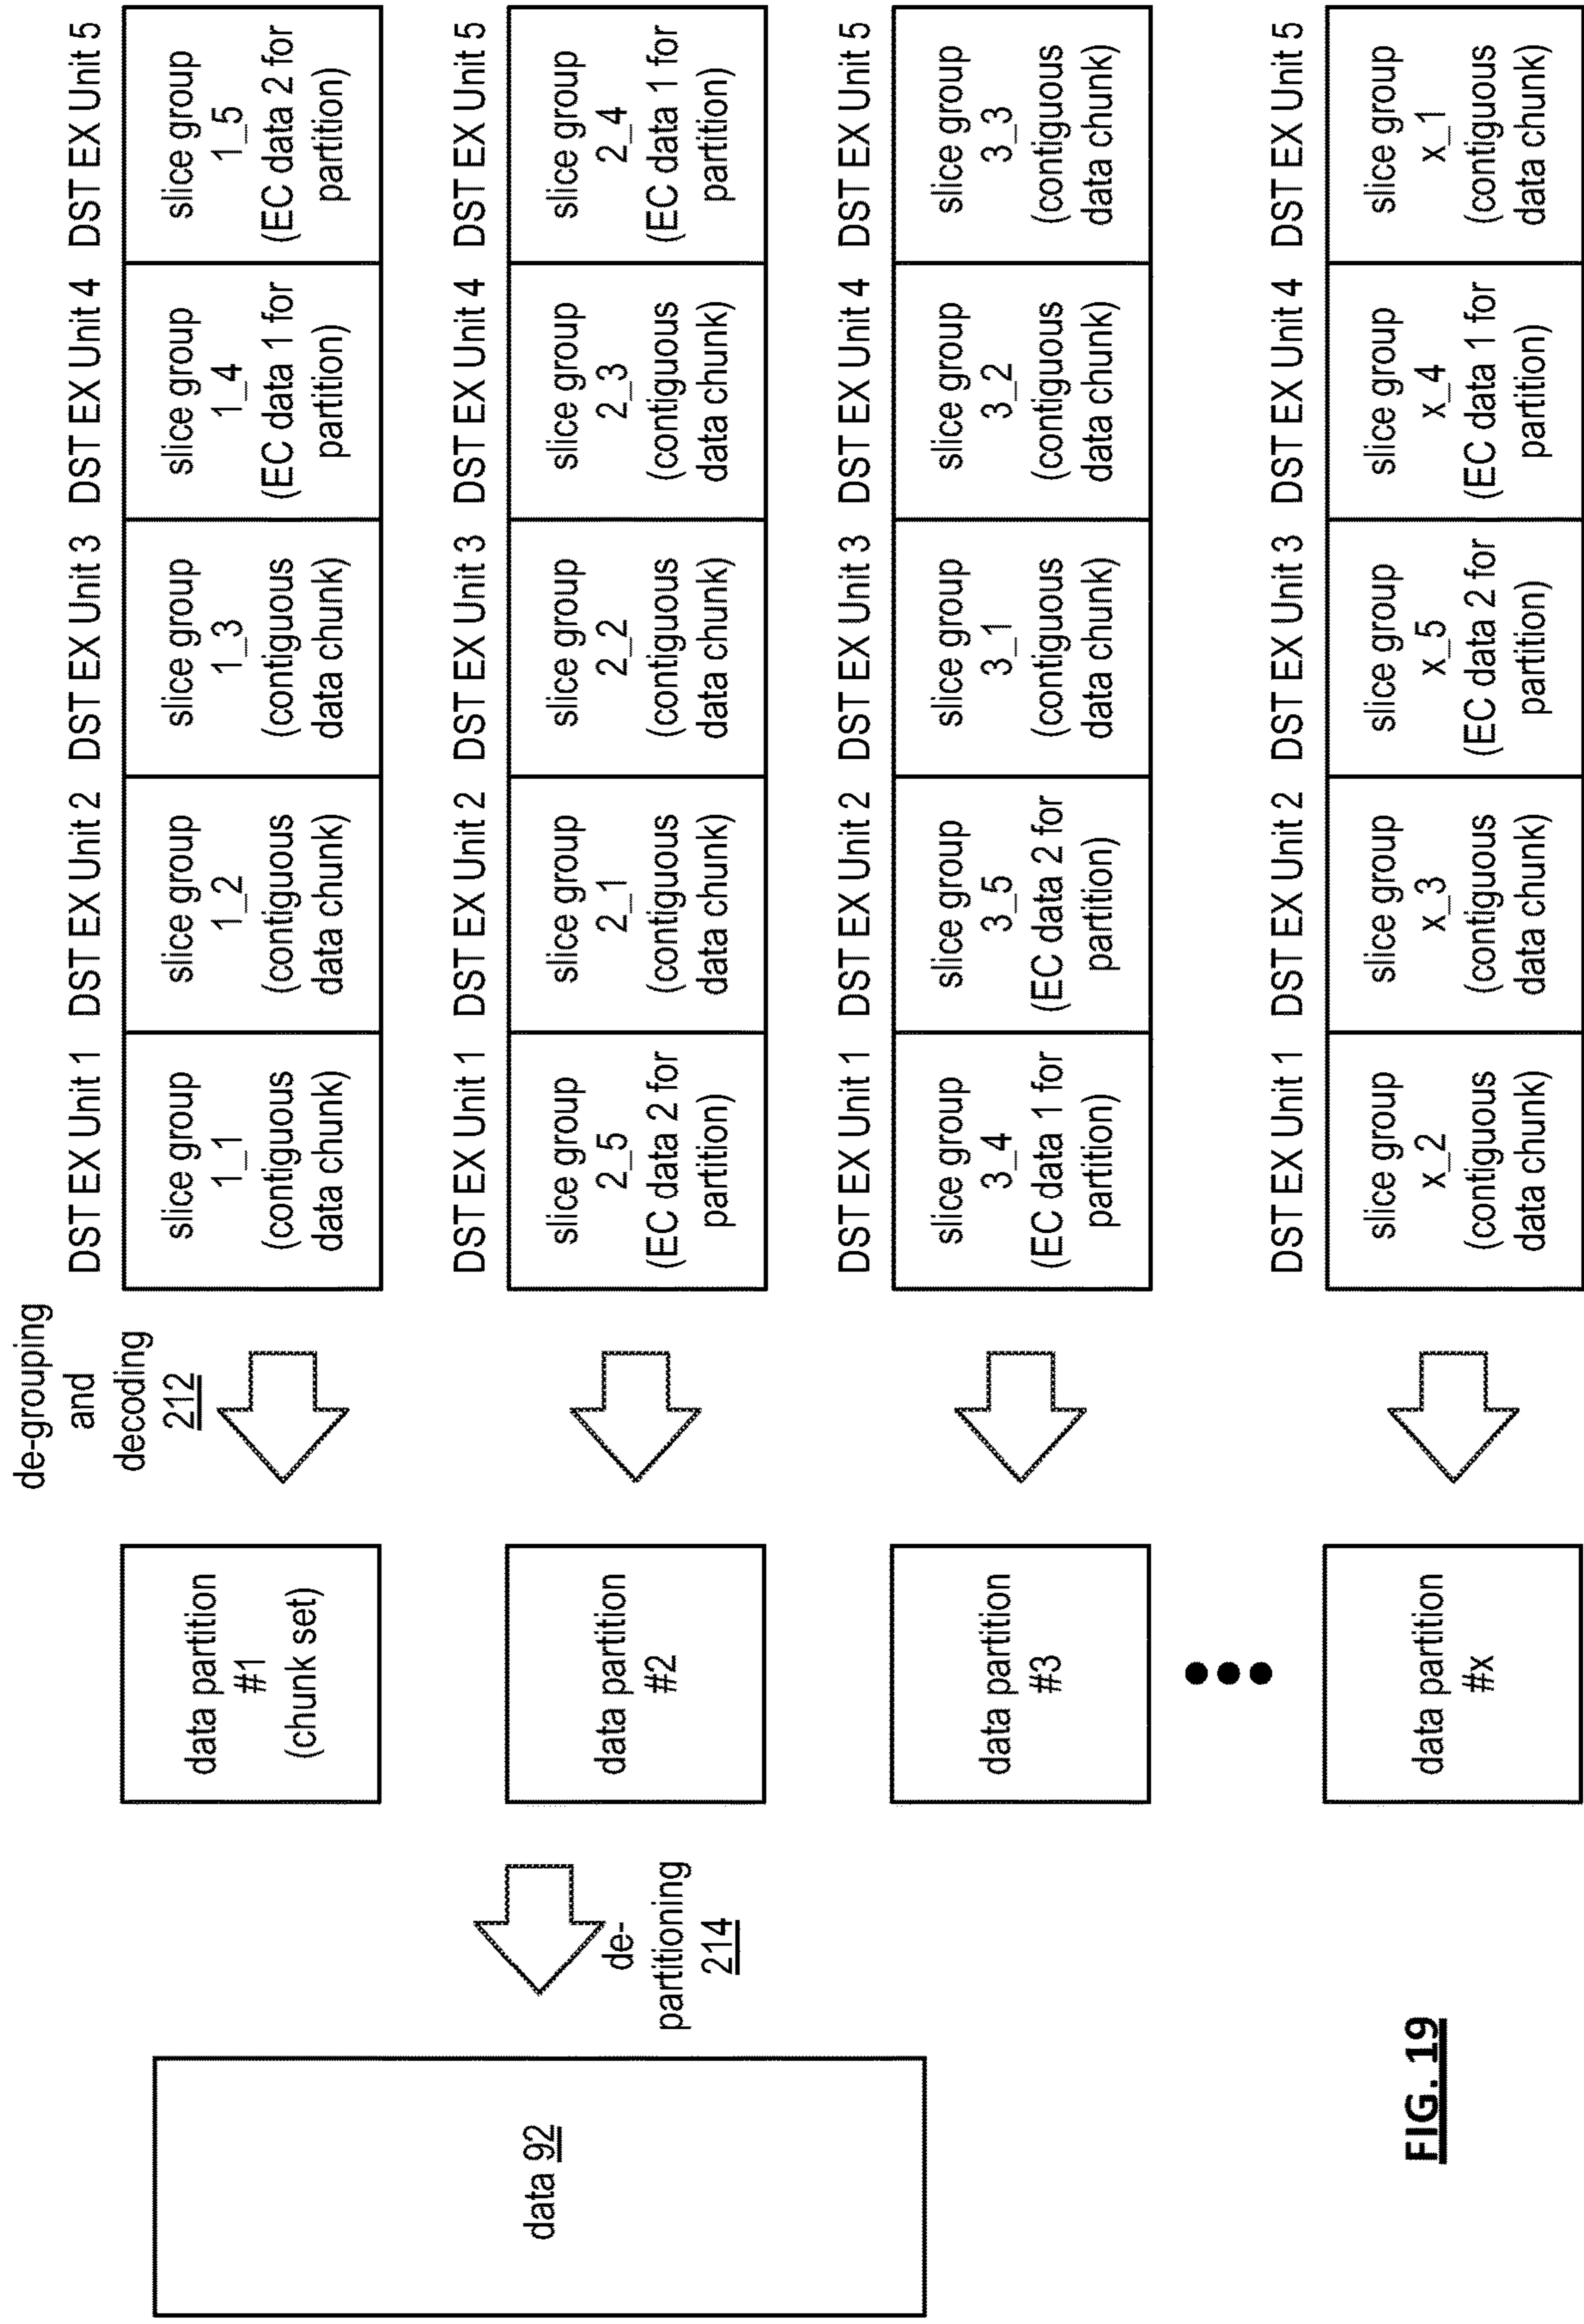 de-grouping
and
decoding
212
DST EX Unit 1 DST EX Unit 2 DST EX Unit 3 DST EX Unit 4 DST EX Unit 5
data partition
#1
(chunk set)
slice group
1_1
(contiguous
data chunk)
slice group
1_2
(contiguous
data chunk)
slice group
1_3
(contiguous
data chunk)
slice group
1_4
(EC data 1 for
partition)
slice group
1_5
(EC data 2 for
partition)
DST EX Unit 1 DST EX Unit 2 DST EX Unit 3 DST EX Unit 4 DST EX Unit 5
data 92
de-
partitioning
214
data partition
#2
slice group
2_5
(EC data 2 for
partition)
slice group
2_1
(contiguous
data chunk)
slice group
2_2
(contiguous
data chunk)
slice group
2_3
(contiguous
data chunk)
slice group
2_4
(EC data 1 for
partition)
DST EX Unit 1 DST EX Unit 2 DST EX Unit 3 DST EX Unit 4 DST EX Unit 5
data partition
#3
slice group
3_4
(EC data 1 for
partition)
slice group
3_5
(EC data 2 for
partition)
slice group
3_1
(contiguous
data chunk)
slice group
3_2
(contiguous
data chunk)
slice group
3_3
(contiguous
data chunk)
DST EX Unit 1 DST EX Unit 2 DST EX Unit 3 DST EX Unit 4 DST EX Unit 5
data partition
#x
slice group
x_2
(contiguous
data chunk)
slice group
x_3
(contiguous
data chunk)
slice group
x_5
(EC data 2 for
partition)
slice group
x_4
(EC data 1 for
partition)
slice group
x_1
(contiguous
data chunk)
FIG. 19